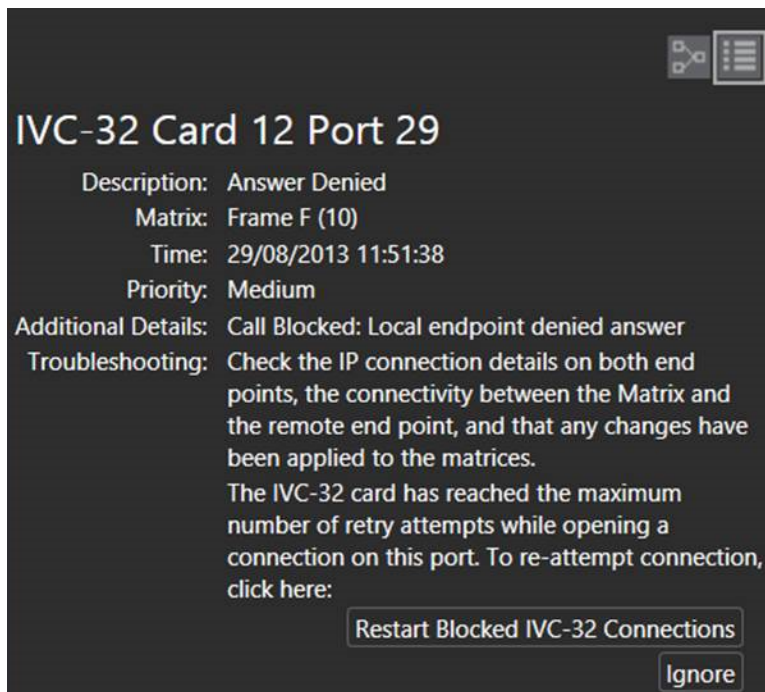 IVC-32 Card 12 Port 29
Description: Answer Denied
Matrix: Frame F (10)
Time: 29/08/2013 11:51:38
Priority: Medium
Additional Details: Call Blocked: Local endpoint denied answer
Troubleshooting: Check the IP connection details on both end
points, the connectivity between the Matrix and
the remote end point, and that any changes have
been applied to the matrices.
The IVC-32 card has reached the maximum
number of retry attempts while opening a
connection on this port. To re-attempt connection,
click here:
Restart Blocked IVC-32 Connections
Ignore